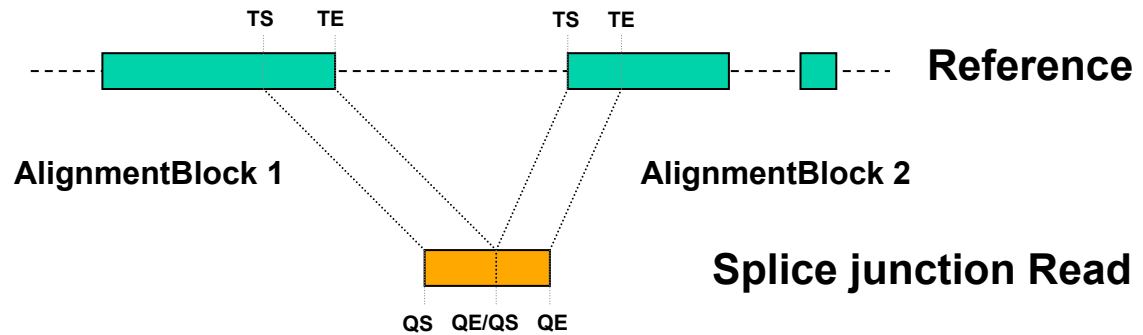 TS TE TS TE
Reference
AlignmentBlock 1 AlignmentBlock 2
Splice junction Read
QS QE/QS QE